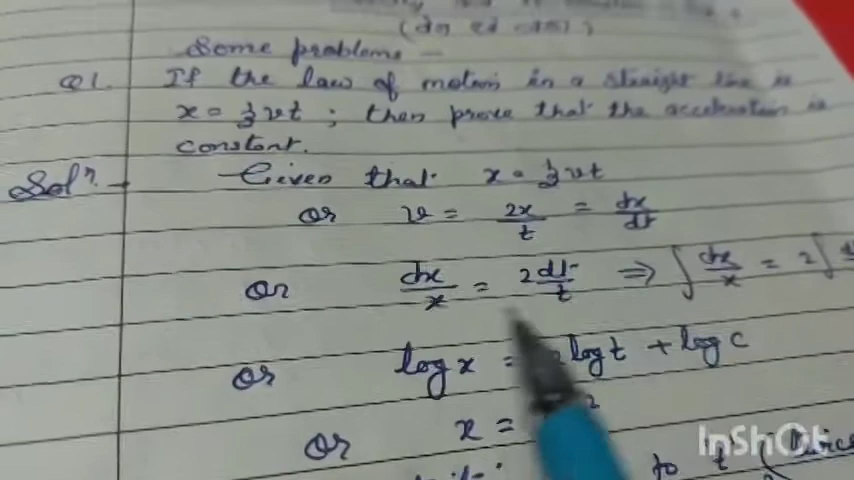 Some problems –
Q1. If the law of motion in a straight line is
x = ½vt ; then prove that the acceleration is
constant.
Solⁿ. → Given that x = ½vt
or v = 2x/t = dx/dt
or dx/x = 2dt/t ⇒ ∫dx/x = 2∫
or log x = log t + log c
or x = ²
to 't' (twice
InShOt